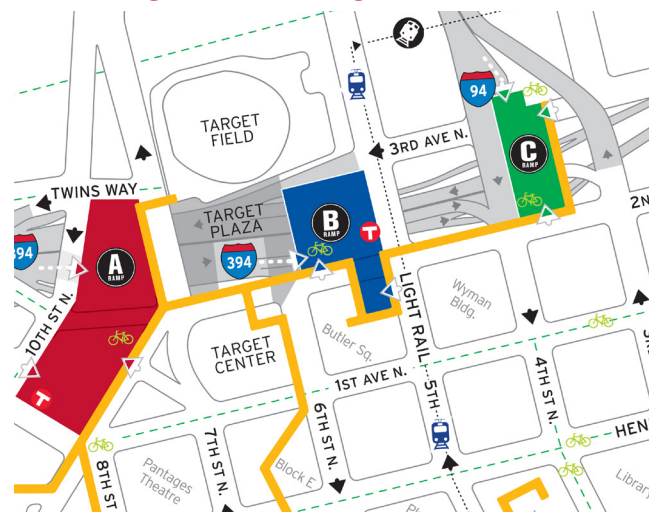 94
TARGET
FIELD
3RD AVE N.
C
RAMP
TWINS WAY
2N
TARGET
PLAZA
B
RAMP
T
394
394
A
RAMP
10TH ST N.
LIGHT RAIL
Wyman
Bldg.
Butler Sq.
TARGET
CENTER
1ST AVE N.
5TH
4TH ST N.
T
6TH ST N.
7TH ST N.
8TH ST
HEN
Block E
Pantages
Theatre
Library